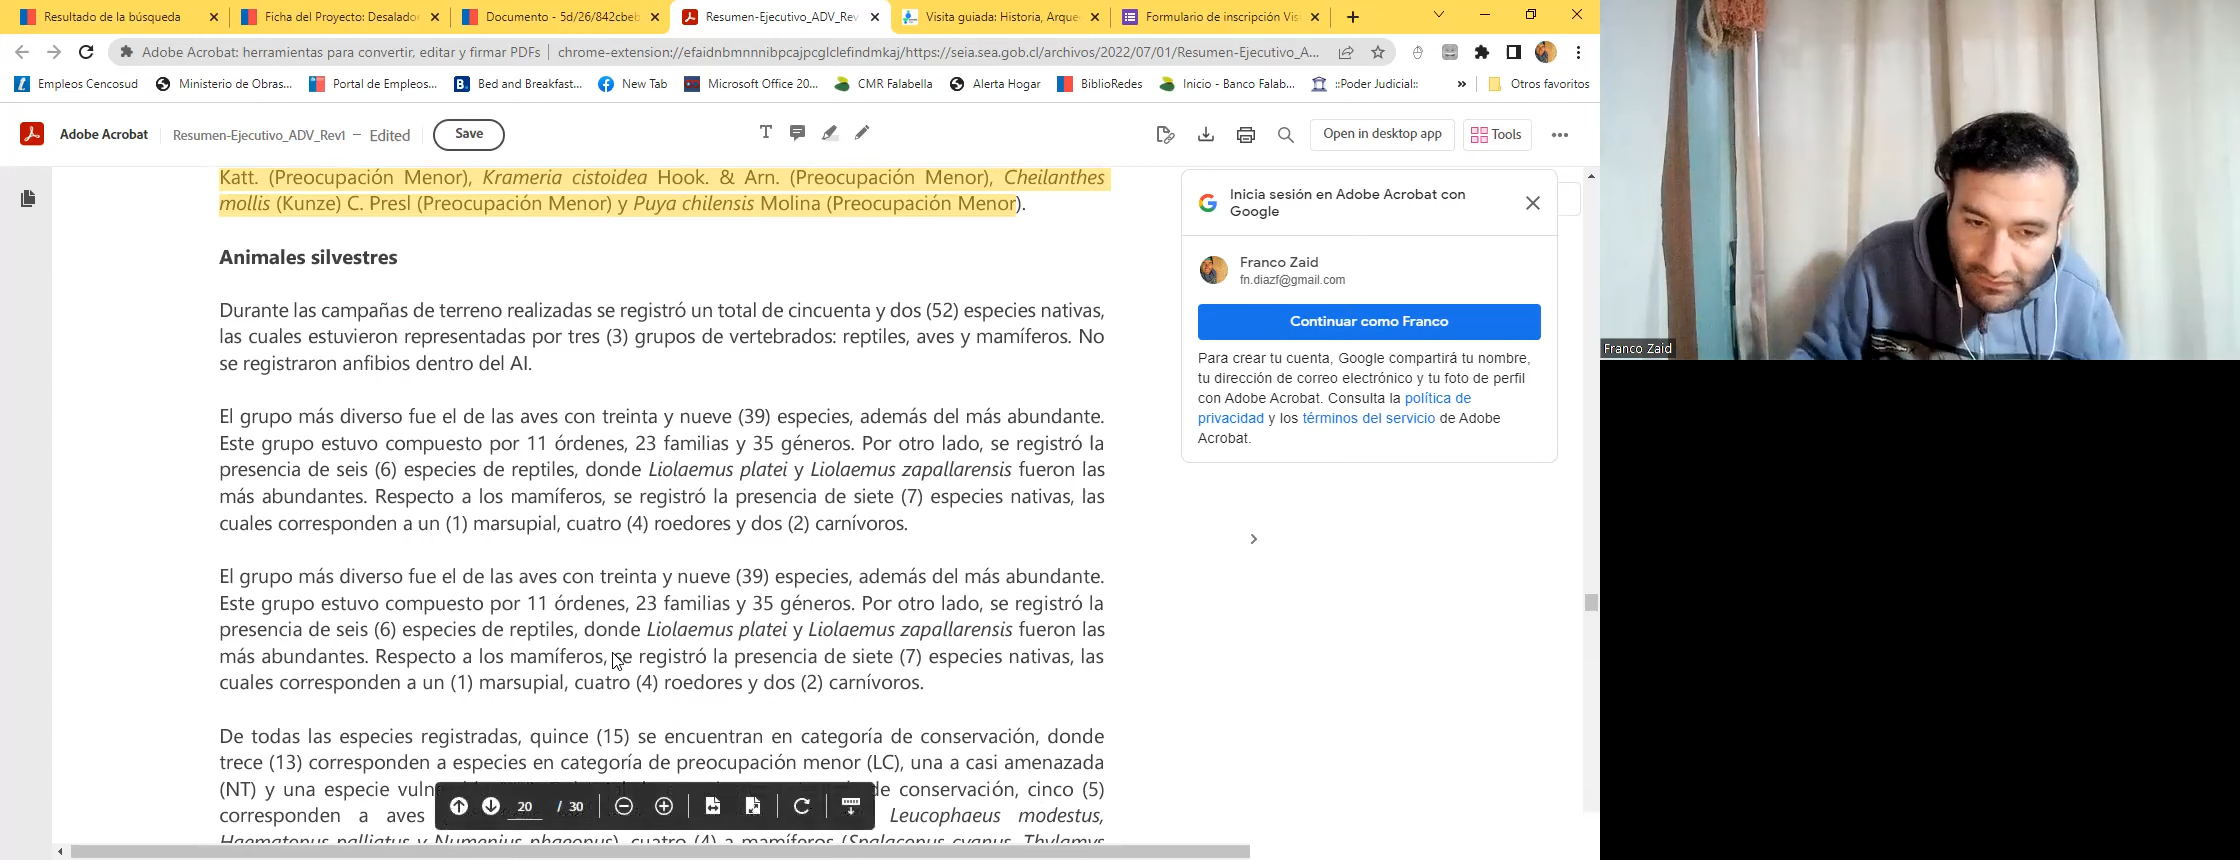 Resultado de la búsqueda
Ficha del Proyecto: Desalado
Documento - 5d/26/842cbeb
Resumen-Ejecutivo_ADV_Rev
Visita guiada: Historia, Arque
Formulario de inscripción Vis
Adobe Acrobat: herramientas para convertir, editar y firmar PDFs
chrome-extension://efaidnbmnnnibpcajpcglclefindmkaj/https://seia.sea.gob.cl/archivos/2022/07/01/Resumen-Ejecutivo_A...
Empleos Cencosud
Ministerio de Obras...
Portal de Empleos...
Bed and Breakfast...
New Tab
Microsoft Office 20...
CMR Falabella
Alerta Hogar
BiblioRedes
Inicio - Banco Falab...
::Poder Judicial::
»
Otros favoritos
Adobe Acrobat
Resumen-Ejecutivo_ADV_Rev1 — Edited
Save
Open in desktop app
Tools
Katt. (Preocupación Menor), Krameria cistoidea Hook. & Arn. (Preocupación Menor), Cheilanthes
mollis (Kunze) C. Presl (Preocupación Menor) y Puya chilensis Molina (Preocupación Menor).
Animales silvestres
Durante las campañas de terreno realizadas se registró un total de cincuenta y dos (52) especies nativas,
las cuales estuvieron representadas por tres (3) grupos de vertebrados: reptiles, aves y mamíferos. No
se registraron anfibios dentro del AI.
El grupo más diverso fue el de las aves con treinta y nueve (39) especies, además del más abundante.
Este grupo estuvo compuesto por 11 órdenes, 23 familias y 35 géneros. Por otro lado, se registró la
presencia de seis (6) especies de reptiles, donde Liolaemus platei y Liolaemus zapallarensis fueron las
más abundantes. Respecto a los mamíferos, se registró la presencia de siete (7) especies nativas, las
cuales corresponden a un (1) marsupial, cuatro (4) roedores y dos (2) carnívoros.
El grupo más diverso fue el de las aves con treinta y nueve (39) especies, además del más abundante.
Este grupo estuvo compuesto por 11 órdenes, 23 familias y 35 géneros. Por otro lado, se registró la
presencia de seis (6) especies de reptiles, donde Liolaemus platei y Liolaemus zapallarensis fueron las
más abundantes. Respecto a los mamíferos, se registró la presencia de siete (7) especies nativas, las
cuales corresponden a un (1) marsupial, cuatro (4) roedores y dos (2) carnívoros.
De todas las especies registradas, quince (15) se encuentran en categoría de conservación, donde
trece (13) corresponden a especies en categoría de preocupación menor (LC), una a casi amenazada
(NT) y una especie vulne de conservación, cinco (5)
corresponden a aves Leucophaeus modestus,
Haematopus palliatus y Numenius phaeopus), cuatro (4) a mamíferos (Spalacopus cyanus, Thylamys
20 / 30
Inicia sesión en Adobe Acrobat con
Google
Franco Zaid
fn.diazf@gmail.com
Continuar como Franco
Para crear tu cuenta, Google compartirá tu nombre,
tu dirección de correo electrónico y tu foto de perfil
con Adobe Acrobat. Consulta la política de
privacidad y los términos del servicio de Adobe
Acrobat.
Franco Zaid